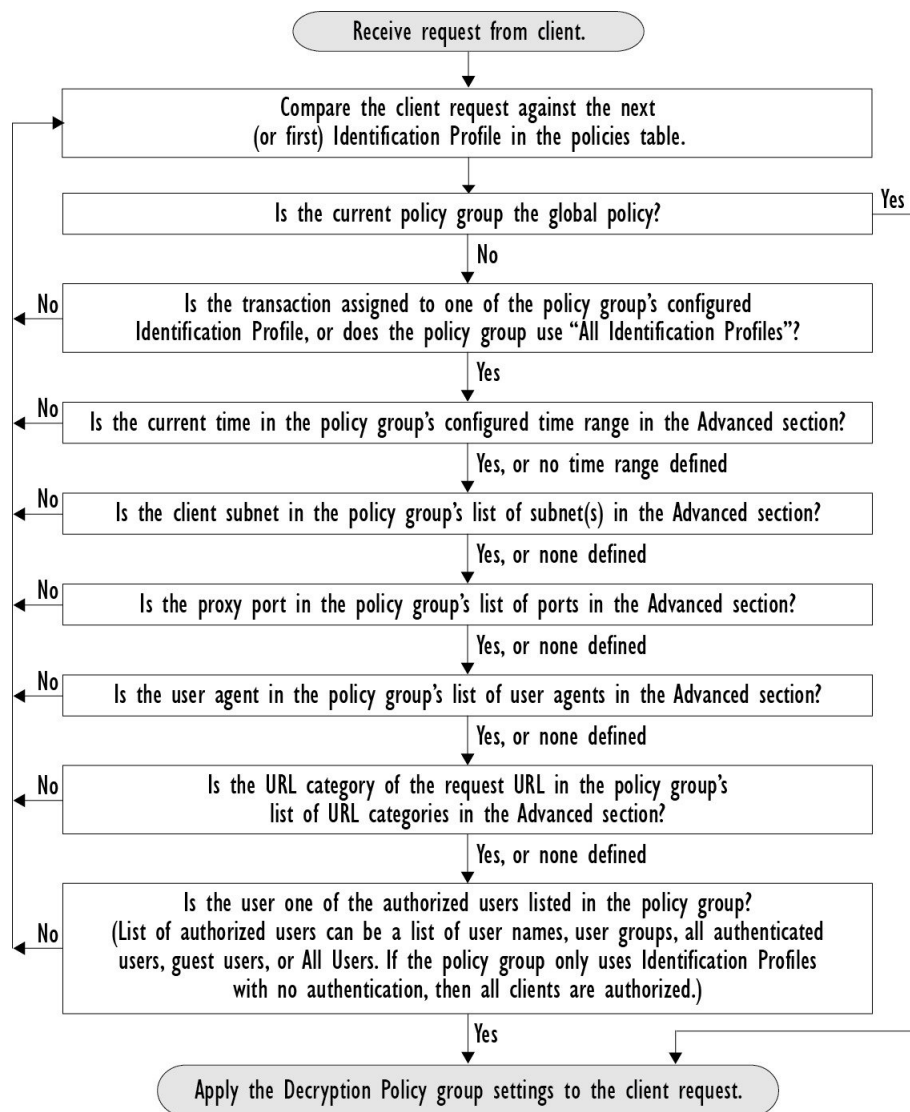 Receive request from client.
Compare the client request against the next
(or first) Identification Profile in the policies table.
Is the current policy group the global policy?
Yes
No
No
Is the transaction assigned to one of the policy group's configured
Identification Profile, or does the policy group use “All Identification Profiles”?
Yes
No
Is the current time in the policy group's configured time range in the Advanced section?
Yes, or no time range defined
No
Is the client subnet in the policy group's list of subnet(s) in the Advanced section?
Yes, or none defined
No
Is the proxy port in the policy group's list of ports in the Advanced section?
Yes, or none defined
No
Is the user agent in the policy group's list of user agents in the Advanced section?
Yes, or none defined
No
Is the URL category of the request URL in the policy group's
list of URL categories in the Advanced section?
Yes, or none defined
No
Is the user one of the authorized users listed in the policy group?
(List of authorized users can be a list of user names, user groups, all authenticated
users, guest users, or All Users. If the policy group only uses Identification Profiles
with no authentication, then all clients are authorized.)
Yes
Apply the Decryption Policy group settings to the client request.